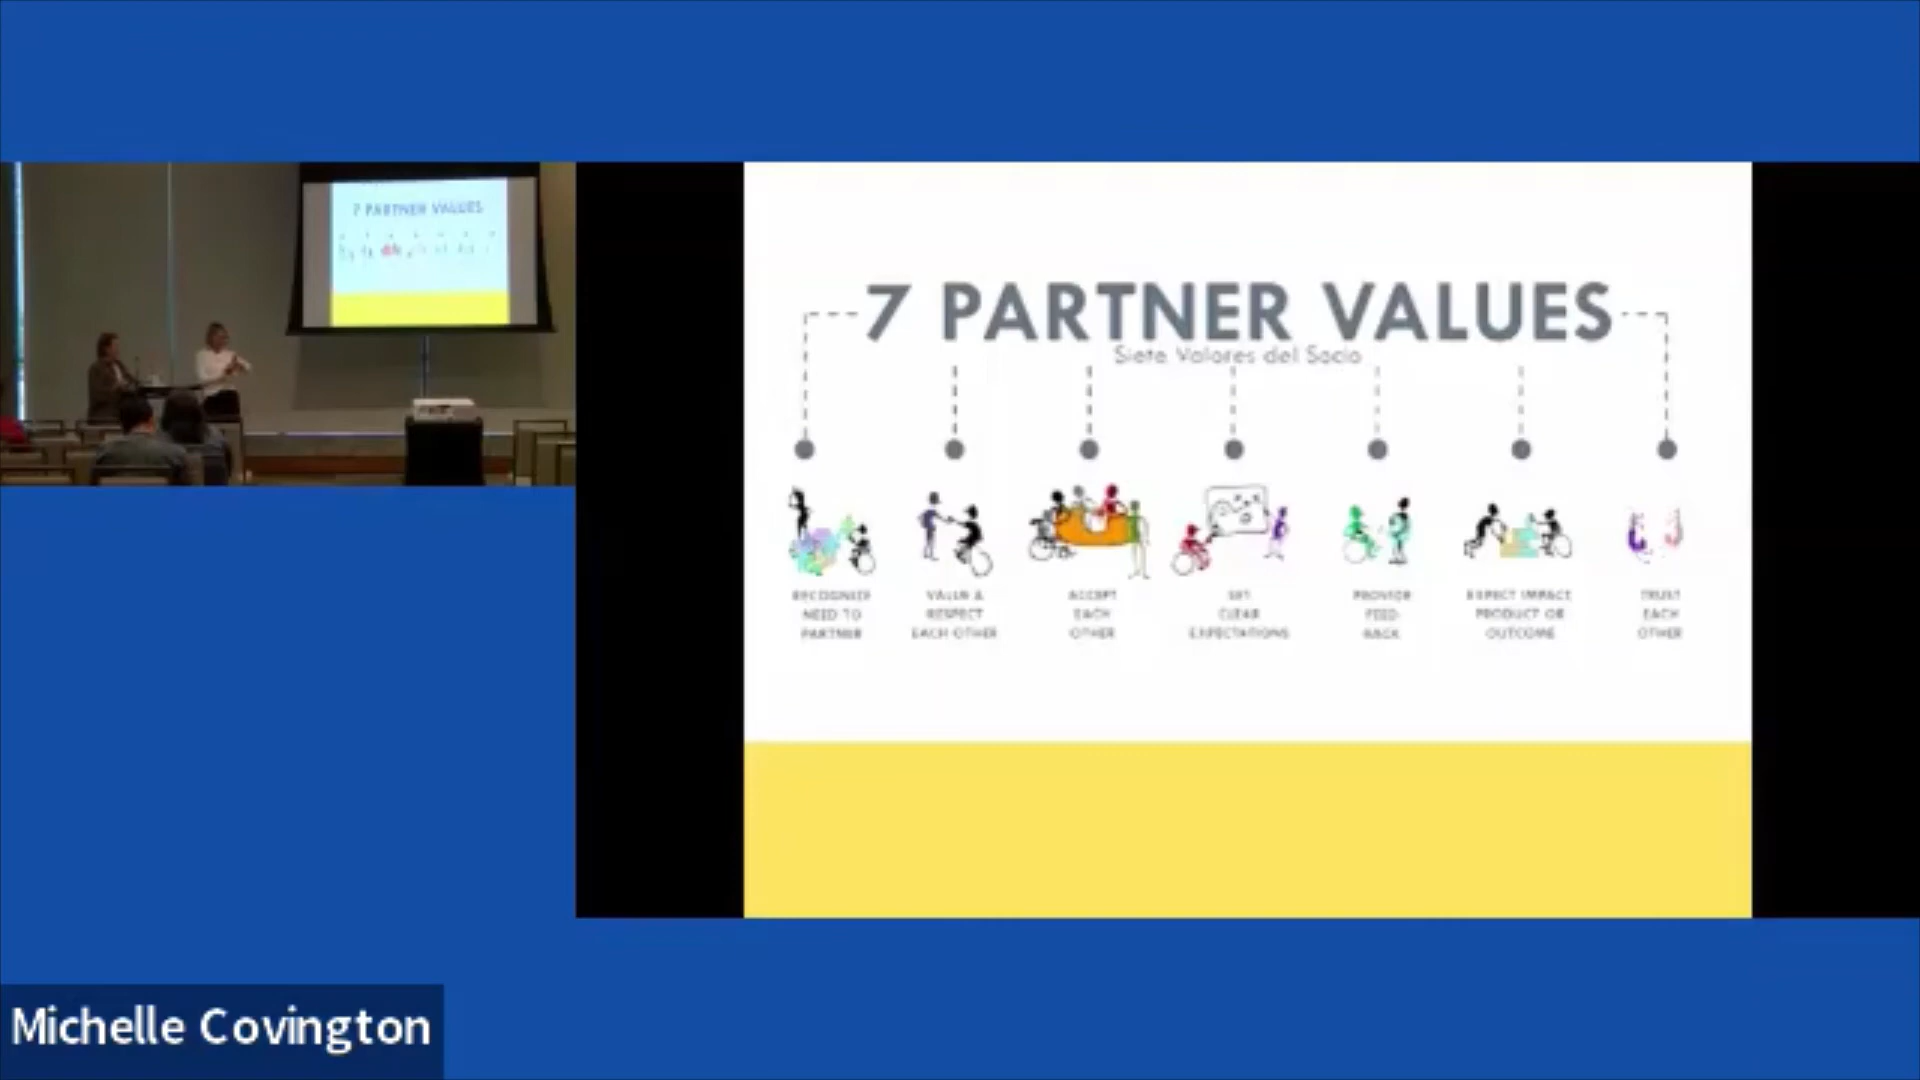 7 PARTNER VALUES
7 PARTNER VALUES
Siete Valores del Socio
RECOGNIZE
NEED TO
PARTNER
VALUE &
RESPECT
EACH OTHER
ACCEPT
EACH
OTHER
SET
CLEAR
EXPECTATIONS
PROVIDE
FEED
BACK
EXPECT IMPACT
PRODUCT OR
OUTCOME
TRUST
EACH
OTHER
Michelle Covington